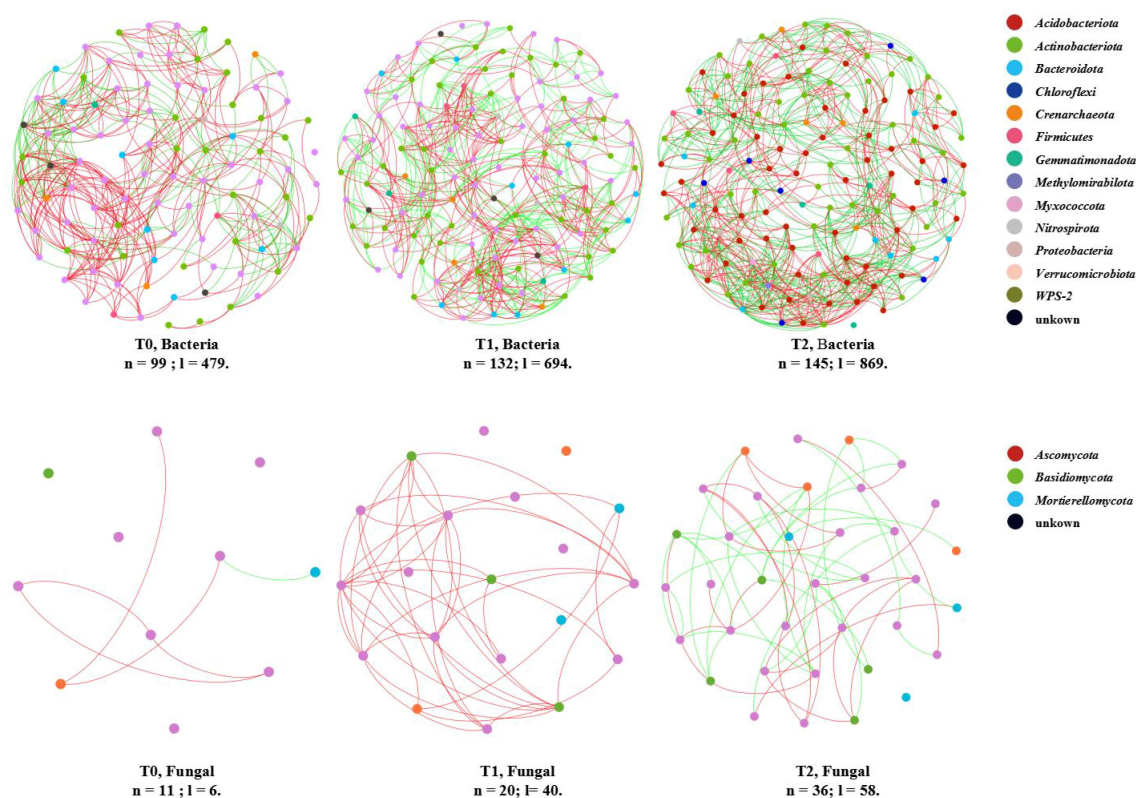 Acidobacteriota
Actinobacteriota
Bacteroidota
Chloroflexi
Crenarchaeota
Firmicutes
Gemmatimonadota
Methylomirabilota
Myxococcota
Nitrospirota
Proteobacteria
Verrucomicrobiota
WPS-2
unkown
T0, Bacteria
n = 99 ; l = 479.
T1, Bacteria
n = 132; l = 694.
T2, Bacteria
n = 145; l = 869.
Ascomycota
Basidiomycota
Mortierellomycota
unkown
T0, Fungal
n = 11 ; l = 6.
T1, Fungal
n = 20; l= 40.
T2, Fungal
n = 36; l = 58.